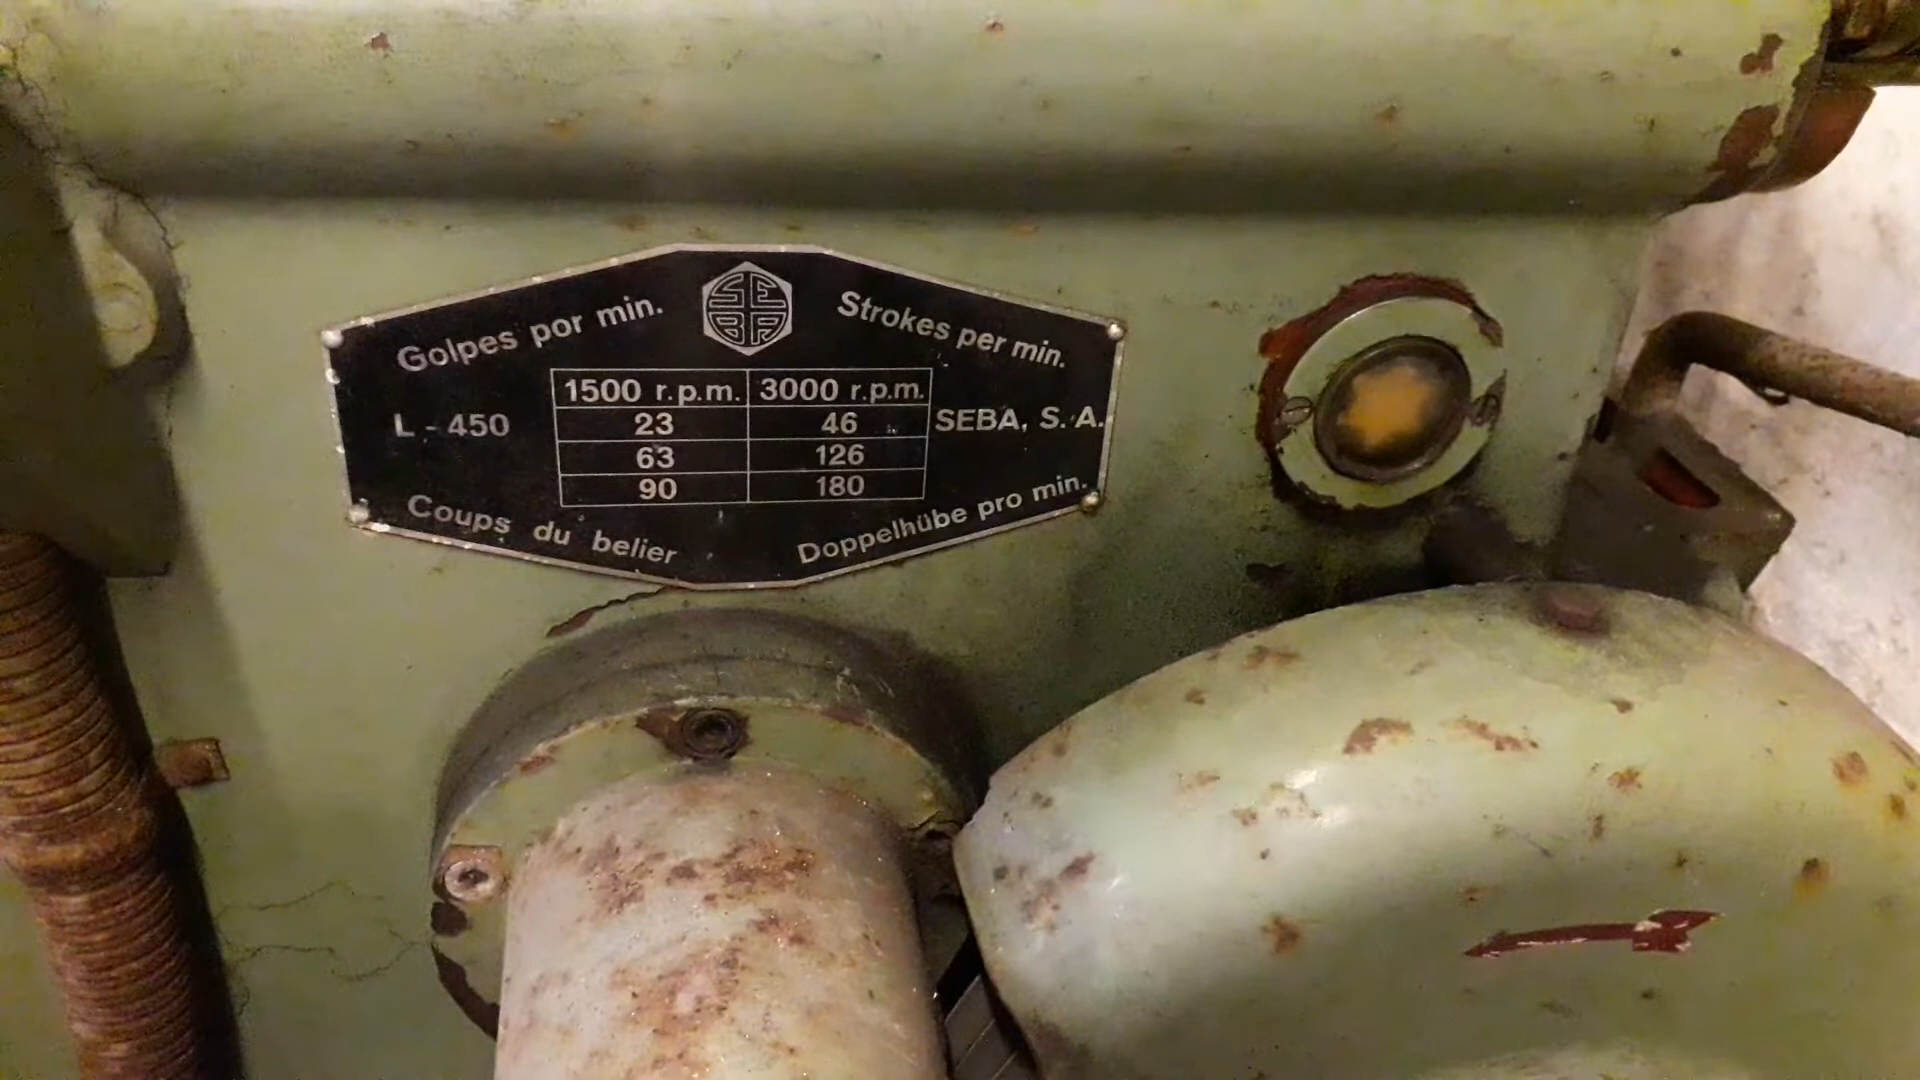 SEBA
Golpes por min.
Strokes per min.
1500 r.p.m. 3000 r.p.m.
L - 450 23 46 SEBA, S. A.
63 126
90 180
Coups du belier
Doppelhübe pro min.